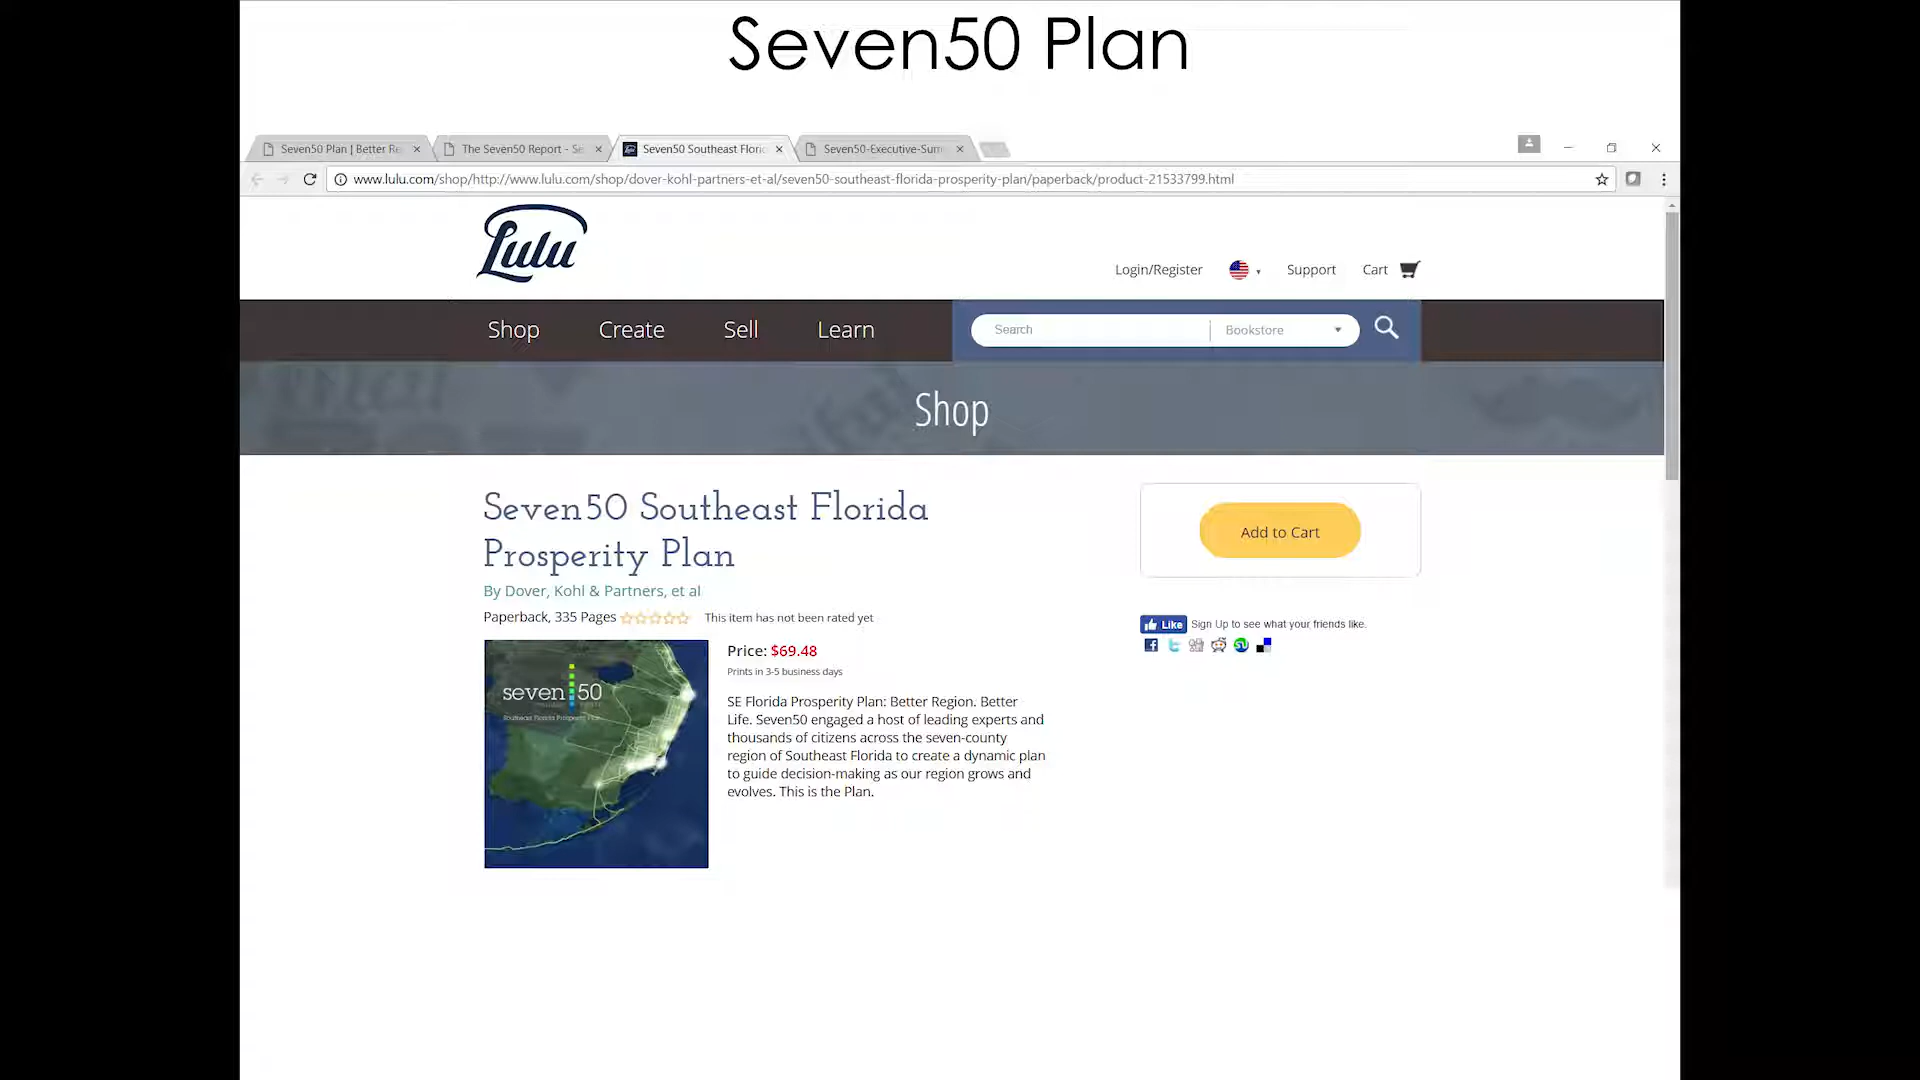 Seven50 Plan
Seven50 Plan | Better Re
The Seven50 Report - Se
Seven50 Southeast Floric
Seven50-Executive-Sum
www.lulu.com/shop/http://www.lulu.com/shop/dover-kohl-partners-et-al/seven50-southeast-florida-prosperity-plan/paperback/product-21533799.html
Lulu
Login/Register
Support
Cart
Shop
Create
Sell
Learn
Search
Bookstore
Shop
Seven50 Southeast Florida
Prosperity Plan
By Dover, Kohl & Partners, et al
Paperback, 335 Pages
This item has not been rated yet
Add to Cart
Like
Sign Up to see what your friends like.
seven 50
Southeast Florida Prosperity Plan
Price: $69.48
Prints in 3-5 business days
SE Florida Prosperity Plan: Better Region. Better
Life. Seven50 engaged a host of leading experts and
thousands of citizens across the seven-county
region of Southeast Florida to create a dynamic plan
to guide decision-making as our region grows and
evolves. This is the Plan.